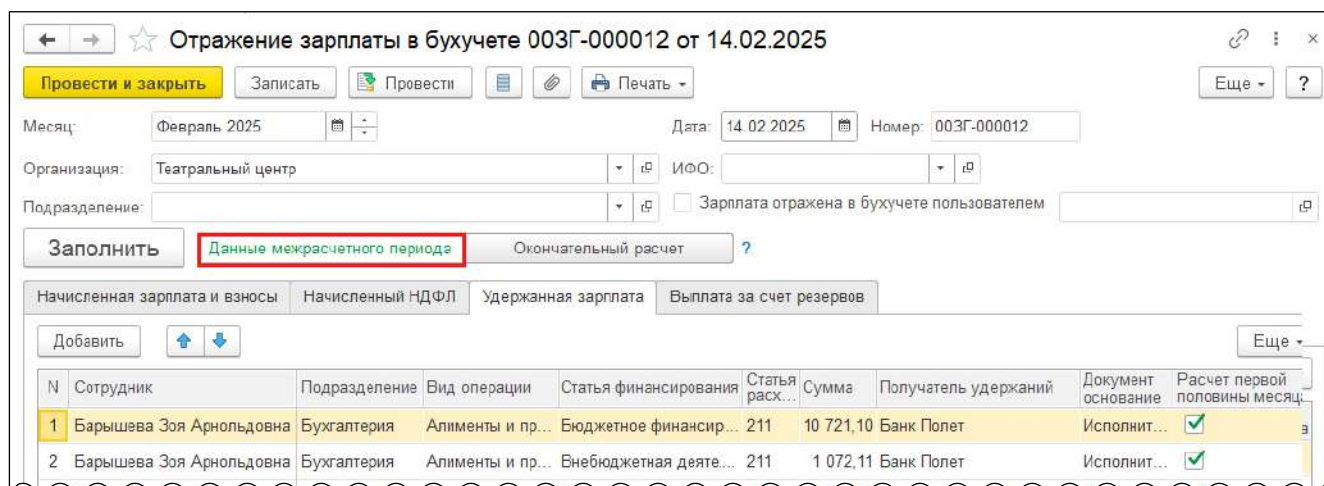 Отражение зарплаты в бухучете 00ЗГ-000012 от 14.02.2025
Провести и закрыть Записать Провести Печать Еще ?
Месяц: Февраль 2025 Дата: 14.02.2025 Номер: 00ЗГ-000012
Организация: Театральный центр ИФО:
Подразделение: Зарплата отражена в бухучете пользователем
Заполнить Данные межрасчетного периода Окончательный расчет ?
Начисленная зарплата и взносы Начисленный НДФЛ Удержанная зарплата Выплата за счет резервов
Добавить Еще
N Сотрудник Подразделение Вид операции Статья финансирования Статья расх... Сумма Получатель удержаний Документ основание Расчет первой половины месяца
1 Барышева Зоя Арнольдовна Бухгалтерия Алименты и пр... Бюджетное финансир... 211 10 721,10 Банк Полет Исполнит...
2 Барышева Зоя Арнольдовна Бухгалтерия Алименты и пр... Внебюджетная деяте... 211 1 072,11 Банк Полет Исполнит...